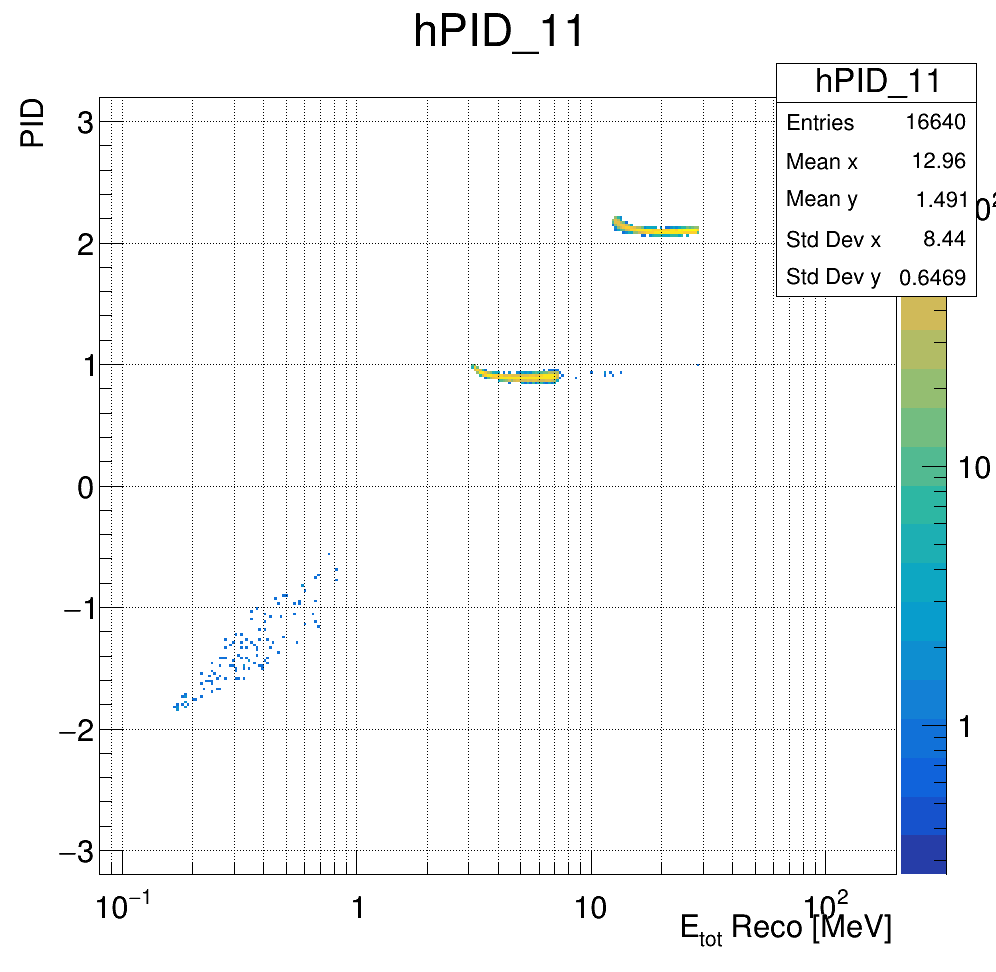 hPID_11
hPID_11
Entries 16640
Mean x 12.96
Mean y 1.491
Std Dev x 8.44
Std Dev y 0.6469
PID
3
2
1
0
−1
−2
−3
10⁻¹
1
10
10²
E_tot Reco [MeV]
0²
10
1